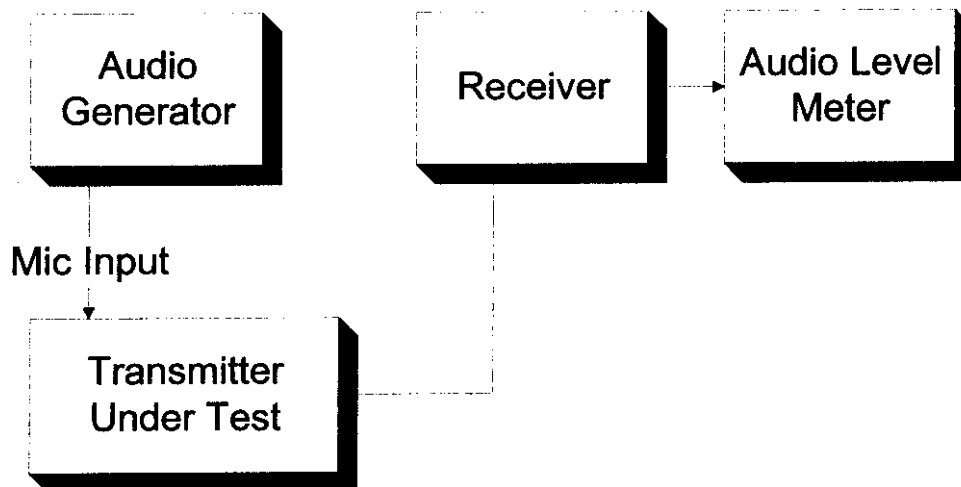 Audio
Generator
Receiver
Audio Level
Meter
Mic Input
Transmitter
Under Test